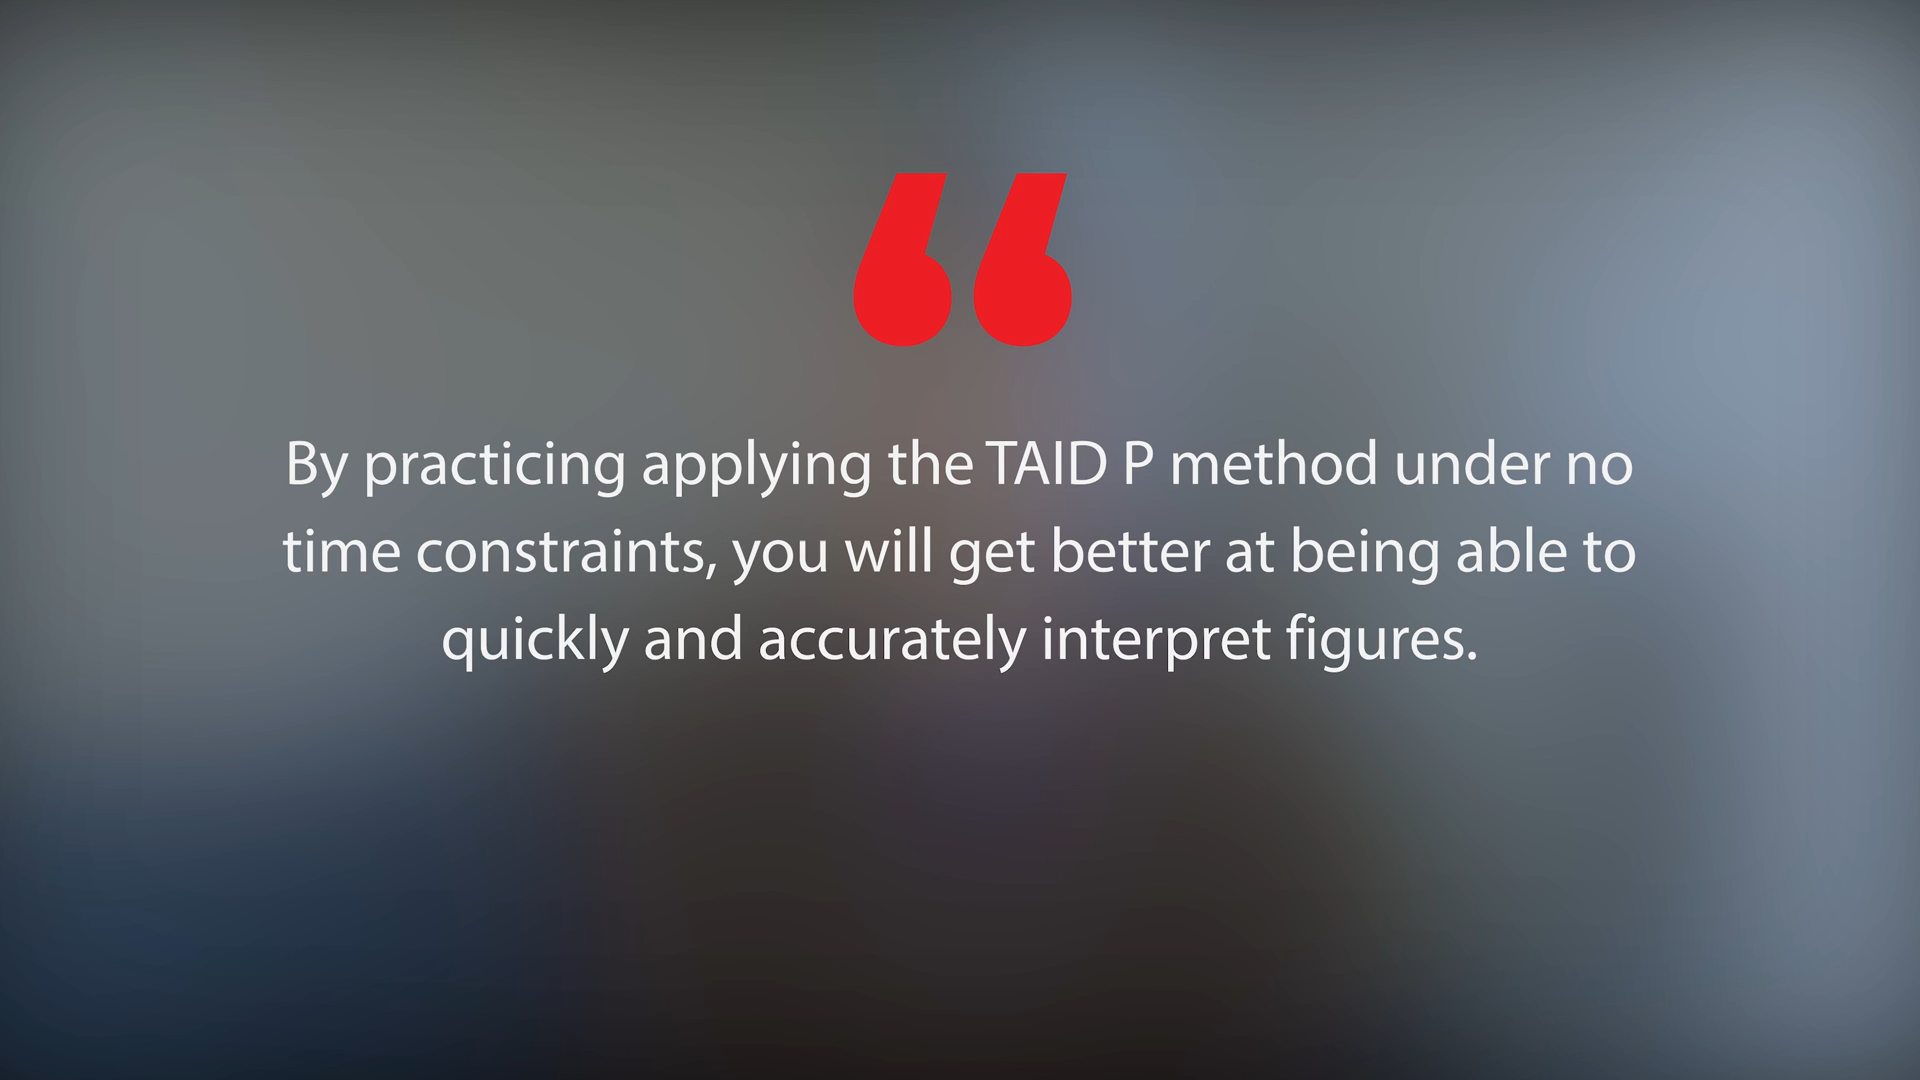 “
By practicing applying the TAID P method under no
time constraints, you will get better at being able to
quickly and accurately interpret figures.